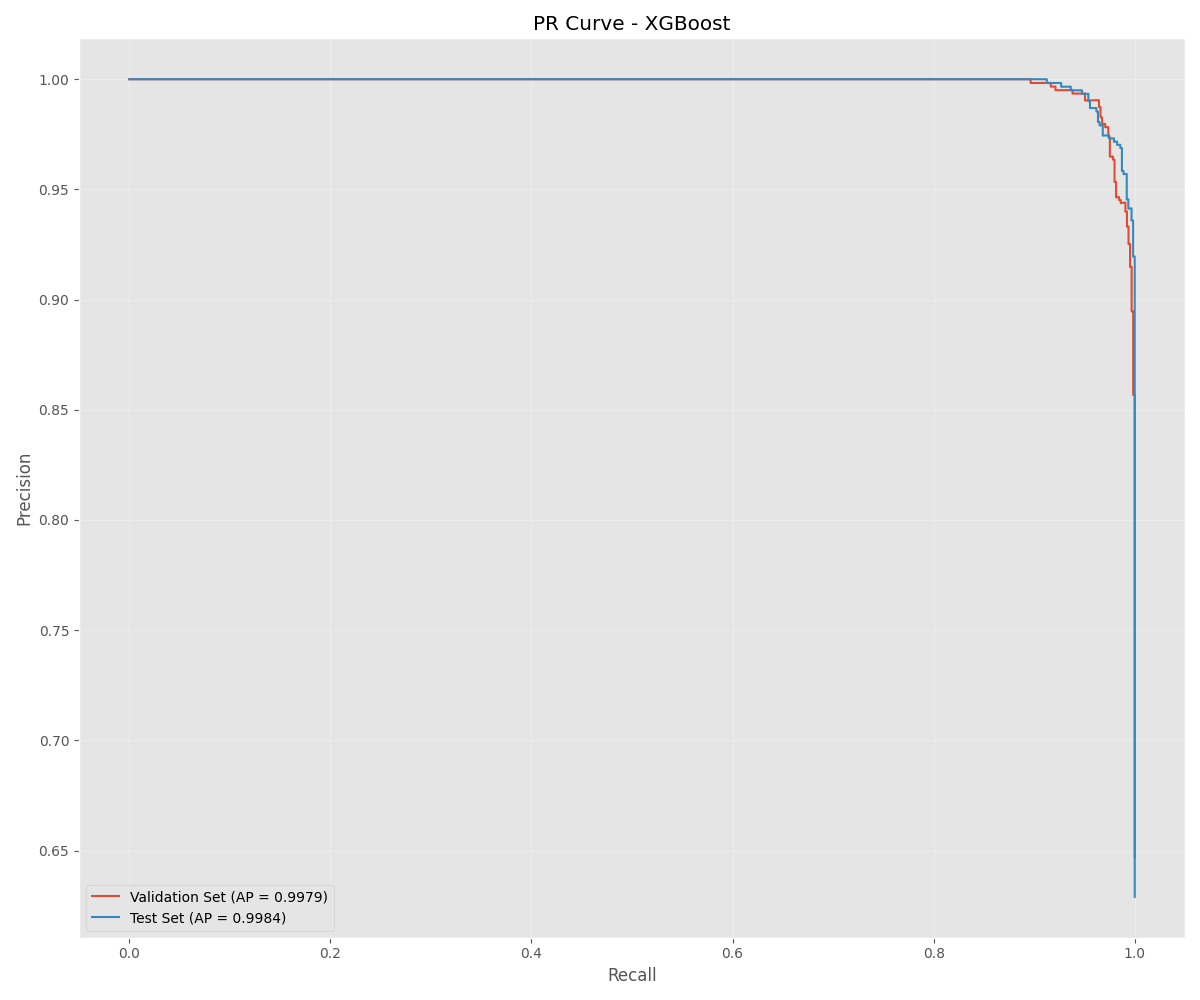 PR Curve - XGBoost
1.00
0.95
0.90
0.85
0.80
0.75
0.70
0.65
Precision
Validation Set (AP = 0.9979)
Test Set (AP = 0.9984)
0.0 0.2 0.4 0.6 0.8 1.0
Recall